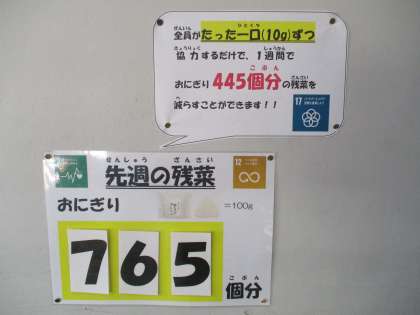 全員がたった一口(10g)ずつ
協力するだけで、1週間で
おにぎり445個分の残菜を
減らすことができます！！
17
先週の残菜
12
おにぎり
=100g
765
個分